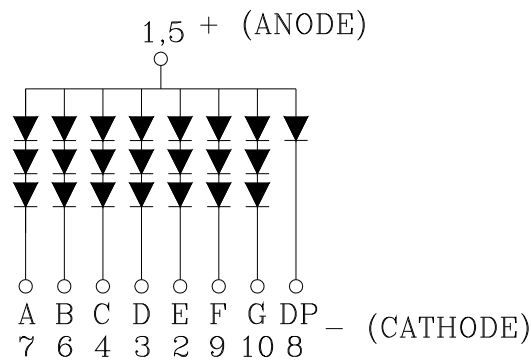 1,5 + (ANODE)
A B C D E F G DP
7 6 4 3 2 9 10 8
– (CATHODE)